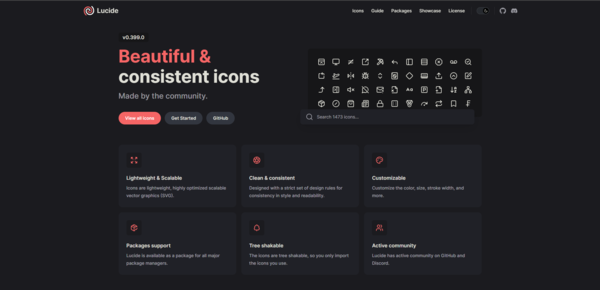 Lucide
Icons
Guide
Packages
Showcase
License
v0.399.0
Beautiful &
consistent icons
Made by the community.
View all icons
Get Started
GitHub
Search 1473 icons...
Lightweight & Scalable
Icons are lightweight, highly optimized scalable
vector graphics (SVG).
Clean & consistent
Designed with a strict set of design rules for
consistency in style and readability.
Customizable
Customize the color, size, stroke width, and
more.
Packages support
Lucide is available as a package for all major
package managers.
Tree shakable
The icons are tree shakable, so you only import
the icons you use.
Active community
Lucide has active community on GitHub and
Discord.